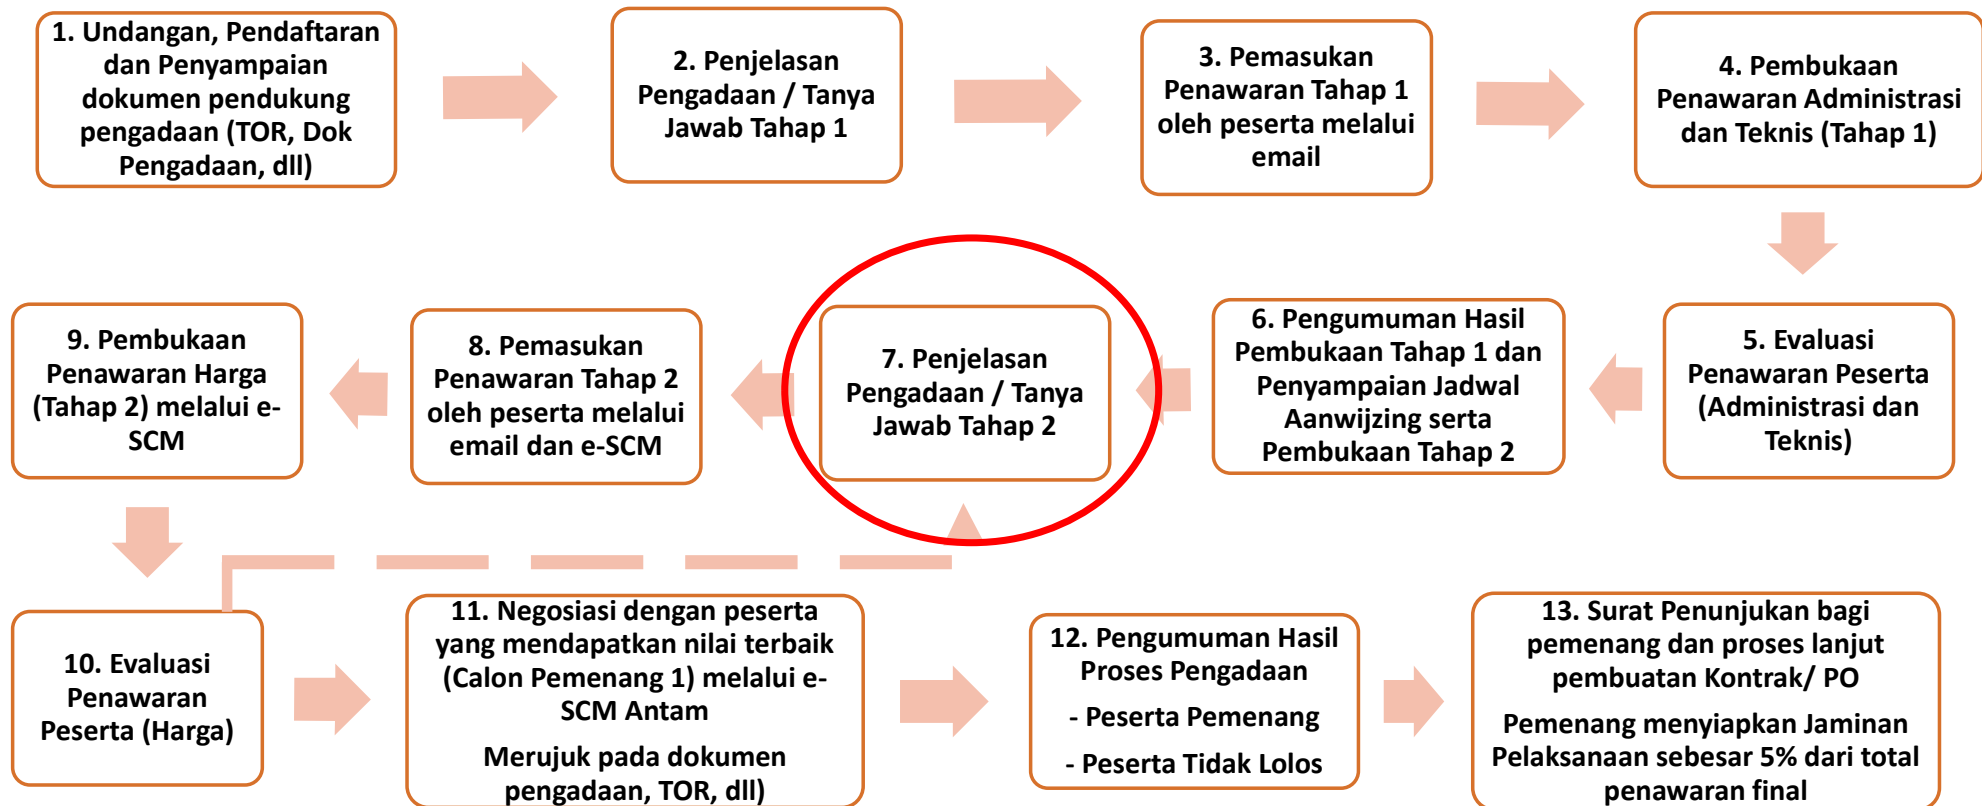 1. Undangan, Pendaftaran
dan Penyampaian
dokumen pendukung
pengadaan (TOR, Dok
Pengadaan, dll)
2. Penjelasan
Pengadaan / Tanya
Jawab Tahap 1
3. Pemasukan
Penawaran Tahap 1
oleh peserta melalui
email
4. Pembukaan
Penawaran Administrasi
dan Teknis (Tahap 1)
5. Evaluasi
Penawaran Peserta
(Administrasi dan
Teknis)
6. Pengumuman Hasil
Pembukaan Tahap 1 dan
Penyampaian Jadwal
Aanwijzing serta
Pembukaan Tahap 2
7. Penjelasan
Pengadaan / Tanya
Jawab Tahap 2
8. Pemasukan
Penawaran Tahap 2
oleh peserta melalui
email dan e-SCM
9. Pembukaan
Penawaran Harga
(Tahap 2) melalui e-
SCM
10. Evaluasi
Penawaran
Peserta (Harga)
11. Negosiasi dengan peserta
yang mendapatkan nilai terbaik
(Calon Pemenang 1) melalui e-
SCM Antam
Merujuk pada dokumen
pengadaan, TOR, dll)
12. Pengumuman Hasil
Proses Pengadaan
- Peserta Pemenang
- Peserta Tidak Lolos
13. Surat Penunjukan bagi
pemenang dan proses lanjut
pembuatan Kontrak/ PO
Pemenang menyiapkan Jaminan
Pelaksanaan sebesar 5% dari total
penawaran final